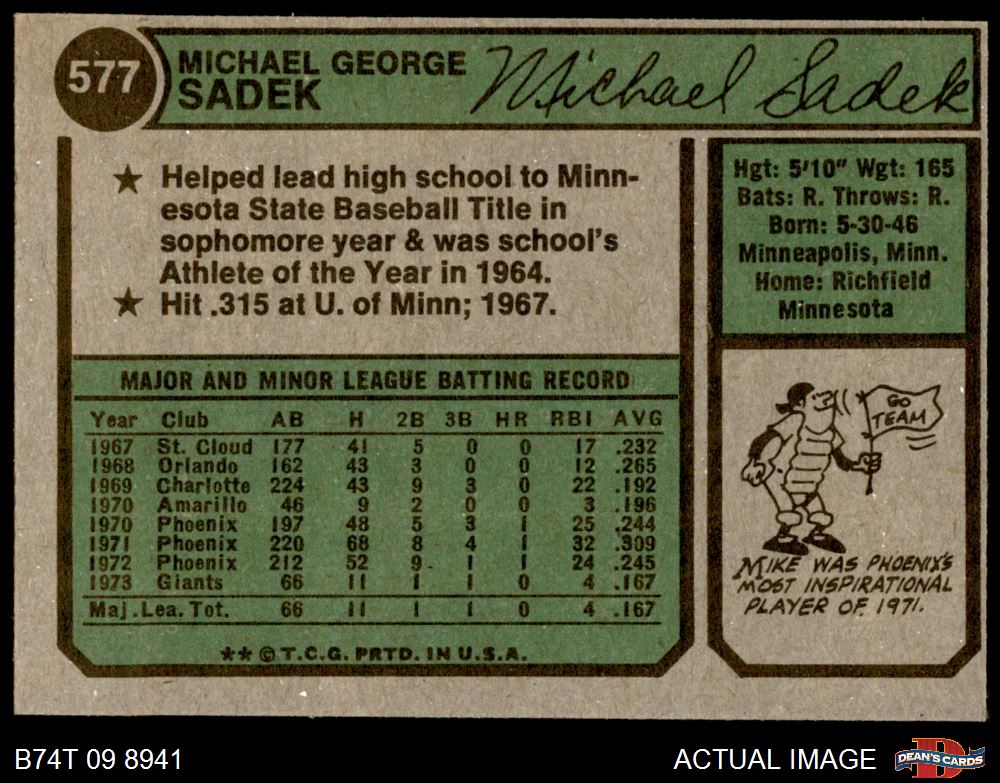 577
MICHAEL GEORGE
SADEK
Michael Sadek
★ Helped lead high school to Minn-
esota State Baseball Title in
sophomore year & was school's
Athlete of the Year in 1964.
★ Hit .315 at U. of Minn; 1967.
Hgt: 5'10" Wgt: 165
Bats: R. Throws: R.
Born: 5-30-46
Minneapolis, Minn.
Home: Richfield
Minnesota
MAJOR AND MINOR LEAGUE BATTING RECORD
Year Club AB H 2B 3B HR RBI AVG
1967 St. Cloud 177 41 5 0 0 17 .232
1968 Orlando 162 43 3 0 0 12 .265
1969 Charlotte 224 43 9 3 0 22 .192
1970 Amarillo 46 9 2 0 0 3 .196
1970 Phoenix 197 48 5 3 1 25 .244
1971 Phoenix 220 68 8 4 1 32 .309
1972 Phoenix 212 52 9 1 1 24 .245
1973 Giants 66 11 1 1 0 4 .167
Maj.Lea. Tot. 66 11 1 1 0 4 .167
** © T.C.G. PRTD. IN U.S.A.
GO
TEAM
MIKE WAS PHOENIX'S
MOST INSPIRATIONAL
PLAYER OF 1971.
B74T 09 8941
ACTUAL IMAGE
DEAN'S CARDS